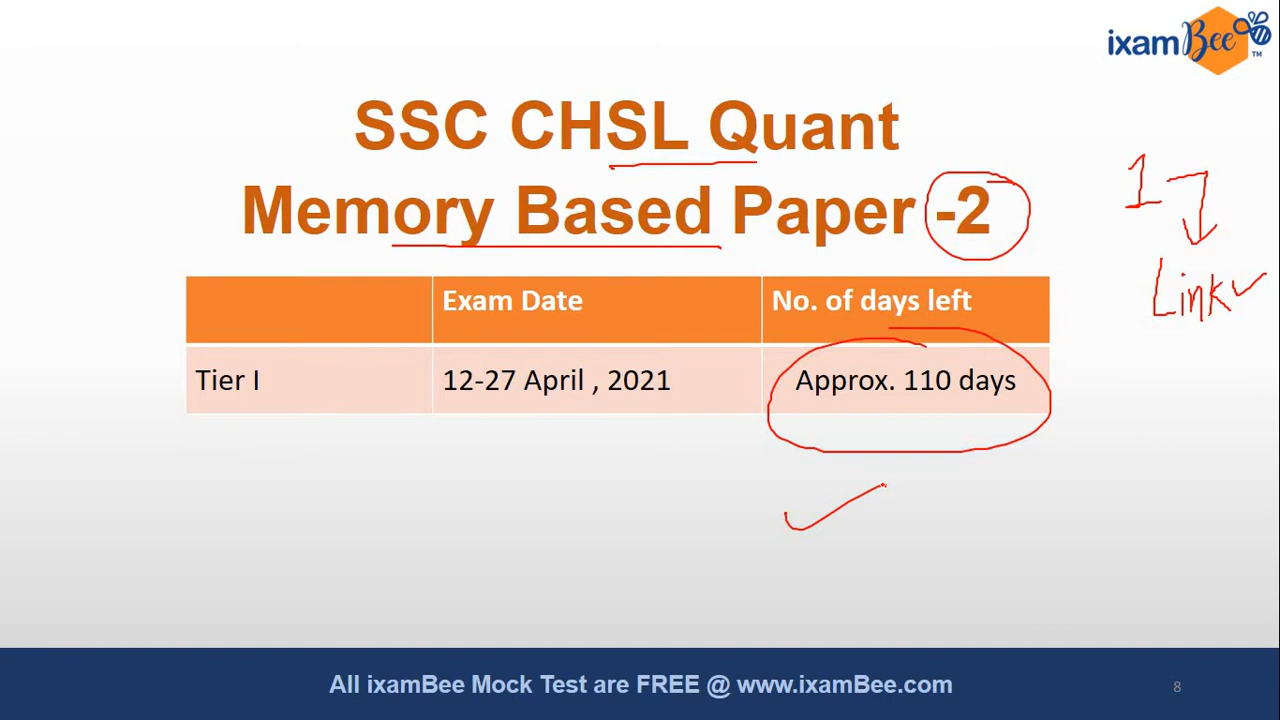 ixamBee
TM
SSC CHSL Quant
Memory Based Paper -2
1
Link
Exam Date
No. of days left
Tier I
12-27 April , 2021
Approx. 110 days
All ixamBee Mock Test are FREE @ www.ixamBee.com
8